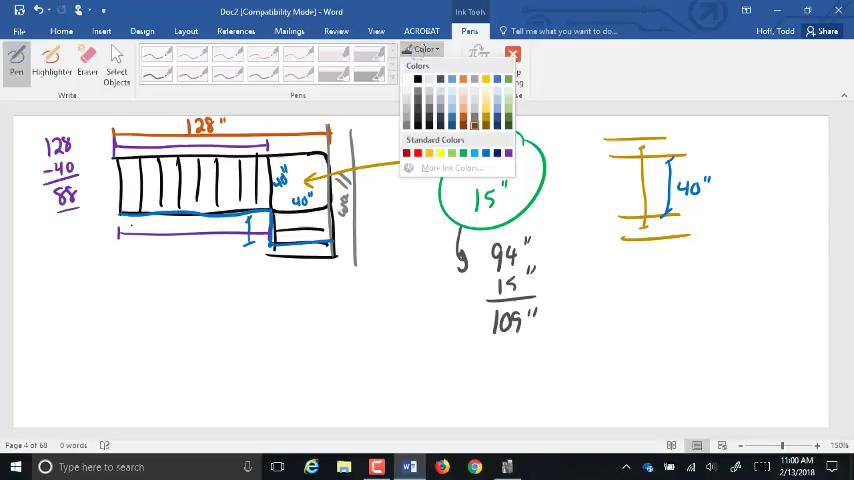 Doc2 [Compatibility Mode] - Word
Ink Tools
File
Home
Insert
Design
Layout
References
Mailings
Review
View
ACROBAT
Pens
Tell me what you want to do...
Hoff, Todd
Share
Pen
Highlighter
Eraser
Select
Objects
Write
Pens
Color
Colors
Standard Colors
More Ink Colors...
128"
128
-40
88
40"
40"
15"
94"
15"
109"
40"
Page 4 of 68
0 words
150%
Type here to search
11:00 AM
2/13/2018